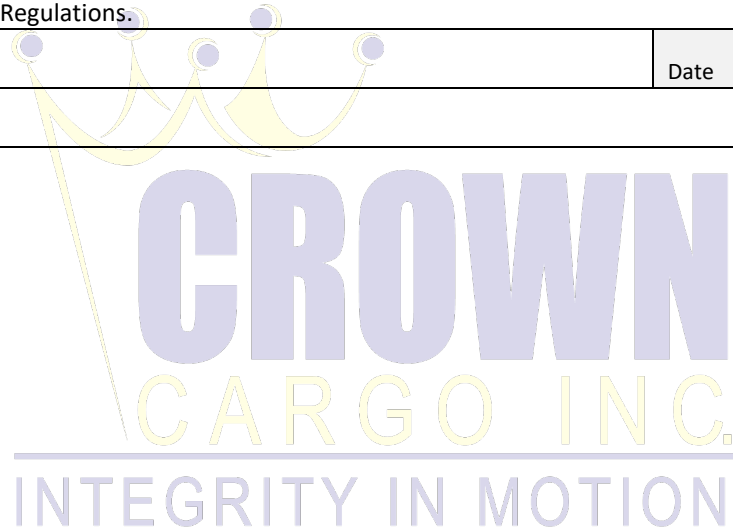 Regulations.
Date
CROWN
CARGO INC.
INTEGRITY IN MOTION